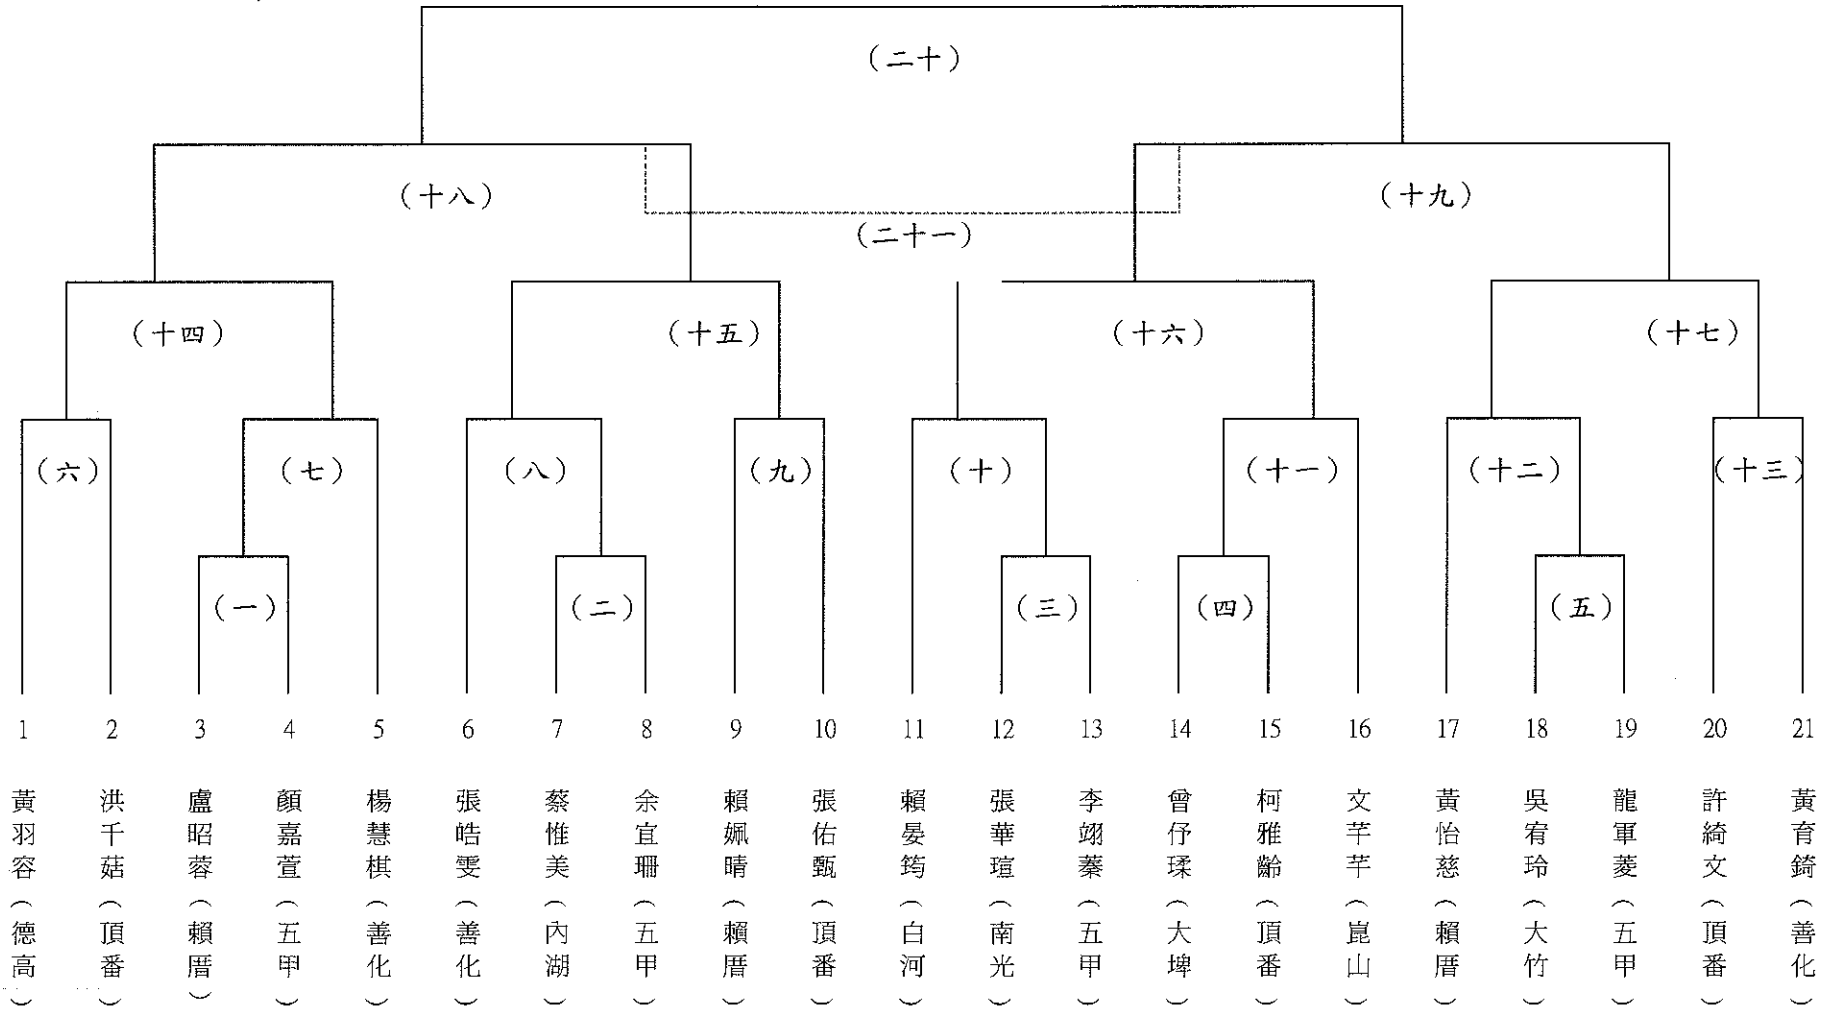 (二十)
(十八)
(十九)
(二十一)
(十四)
(十五)
(十六)
(十七)
(六)
(七)
(八)
(九)
(十)
(十一)
(十二)
(十三)
(一)
(二)
(三)
(四)
(五)
1 2 3 4 5 6 7 8 9 10 11 12 13 14 15 16 17 18 19 20 21
黃羽容(德高)
洪千菇(頂番)
盧昭蓉(賴厝)
顏嘉萱(五甲)
楊慧棋(善化)
張皓雯(善化)
蔡惟美(內湖)
余宜珊(五甲)
賴姵晴(賴厝)
張佑甄(頂番)
賴晏筠(白河)
張華瑄(南光)
李翊蓁(五甲)
曾伃瑈(大埤)
柯雅齡(頂番)
文芊芊(崑山)
黃怡慈(賴厝)
吳宥玲(大竹)
龍軍菱(五甲)
許綺文(頂番)
黃育錡(善化)